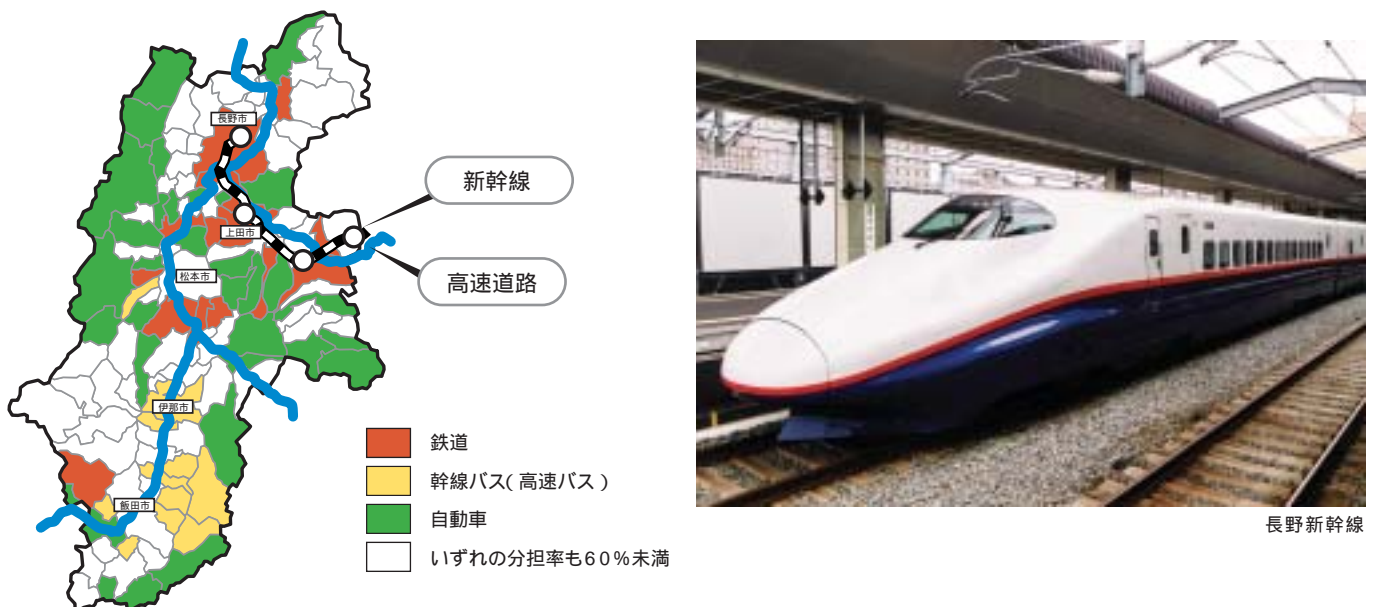 長野市
新幹線
上田市
松本市
高速道路
伊那市
飯田市
鉄道
幹線バス(高速バス)
自動車
いずれの分担率も60%未満
長野新幹線